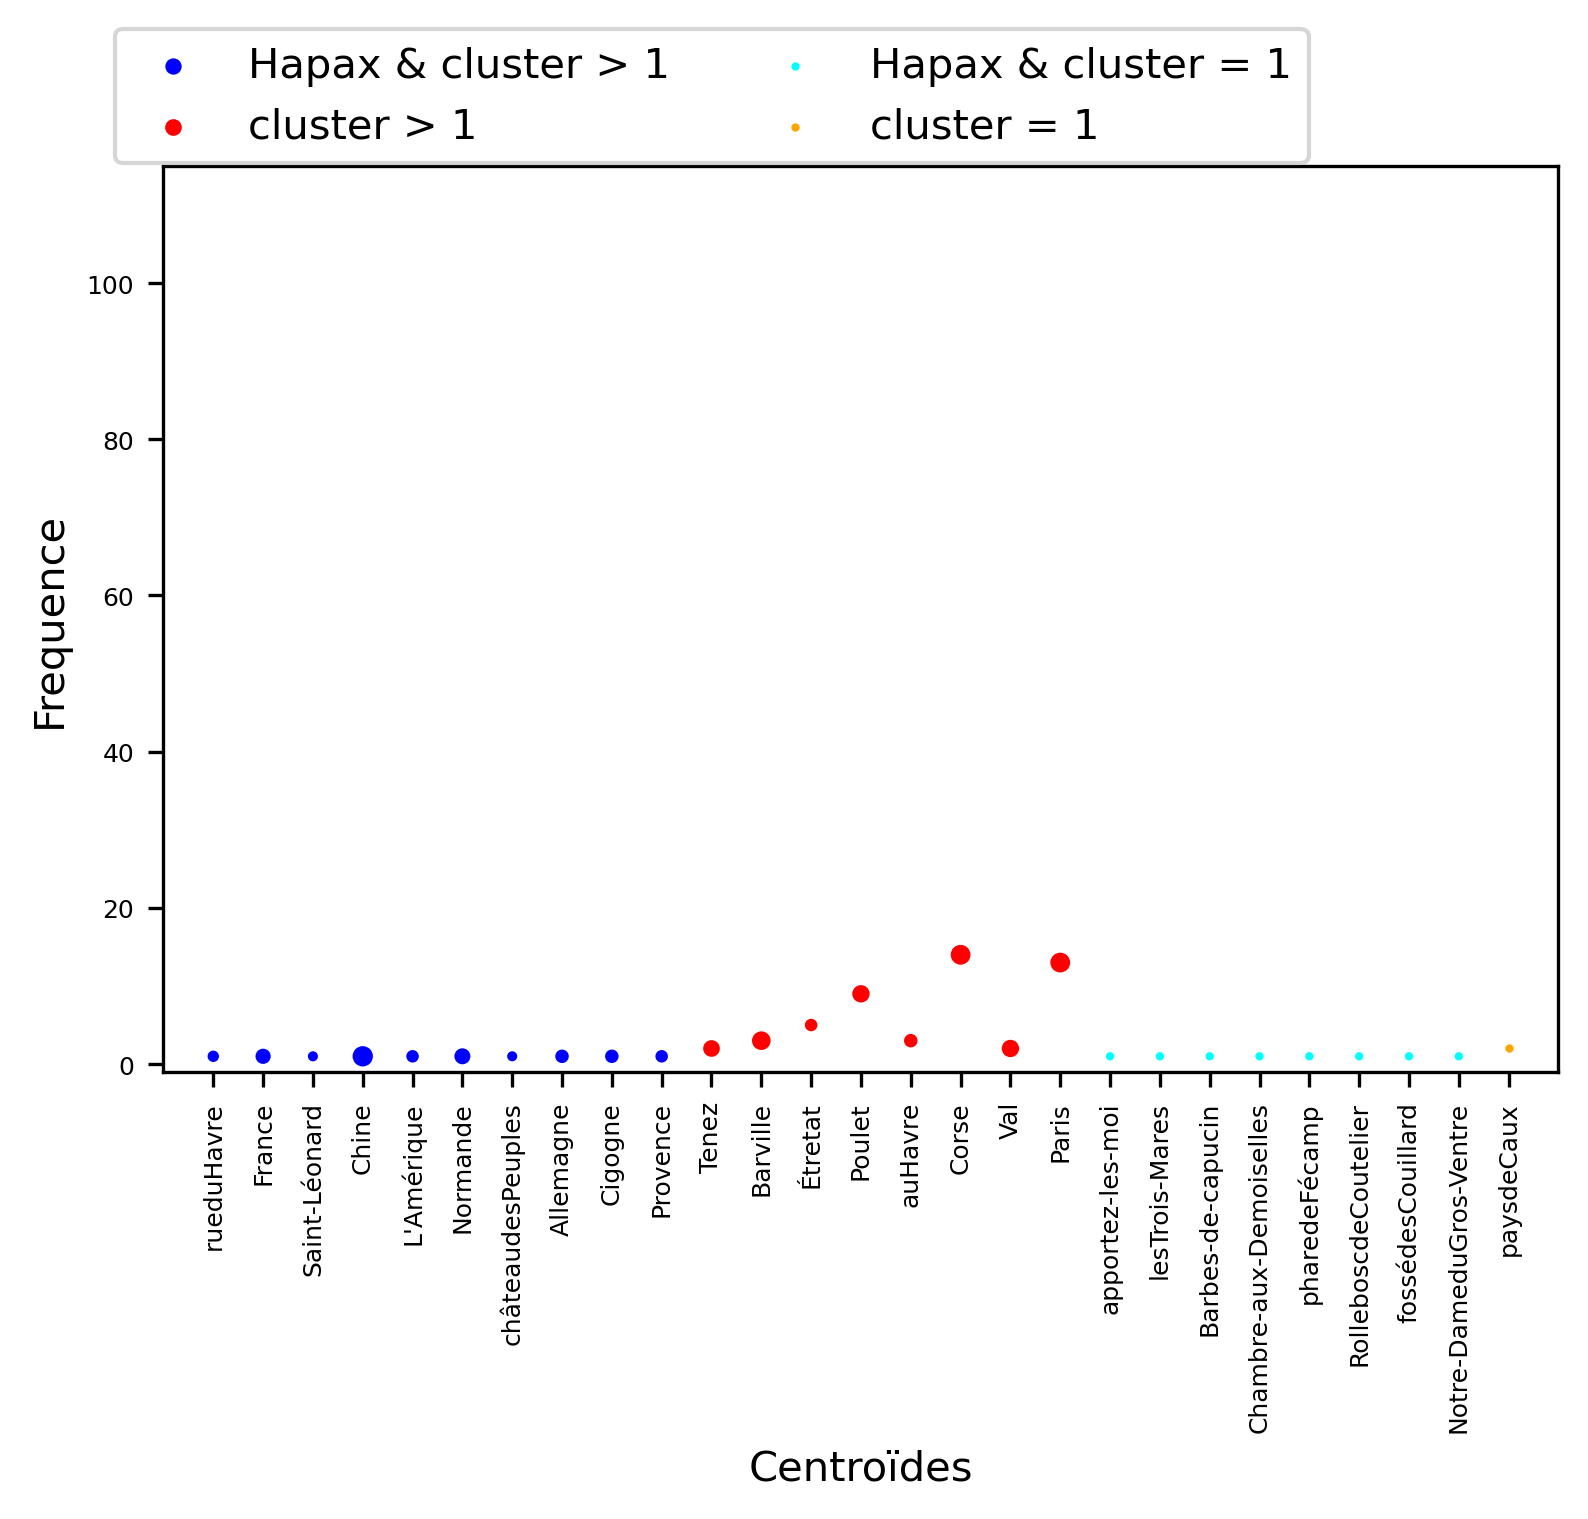 Hapax & cluster > 1
cluster > 1
Hapax & cluster = 1
cluster = 1
Frequence
100
80
60
40
20
0
rueduHavre
France
Saint-Léonard
Chine
L'Amérique
Normande
châteaudesPeuples
Allemagne
Cigogne
Provence
Tenez
Barville
Étretat
Poulet
auHavre
Corse
Val
Paris
apportez-les-moi
lesTrois-Mares
Barbes-de-capucin
Chambre-aux-Demoiselles
pharedeFécamp
RolleboscdeCoutelier
fossédesCouillard
Notre-DameduGros-Ventre
paysdeCaux
Centroïdes